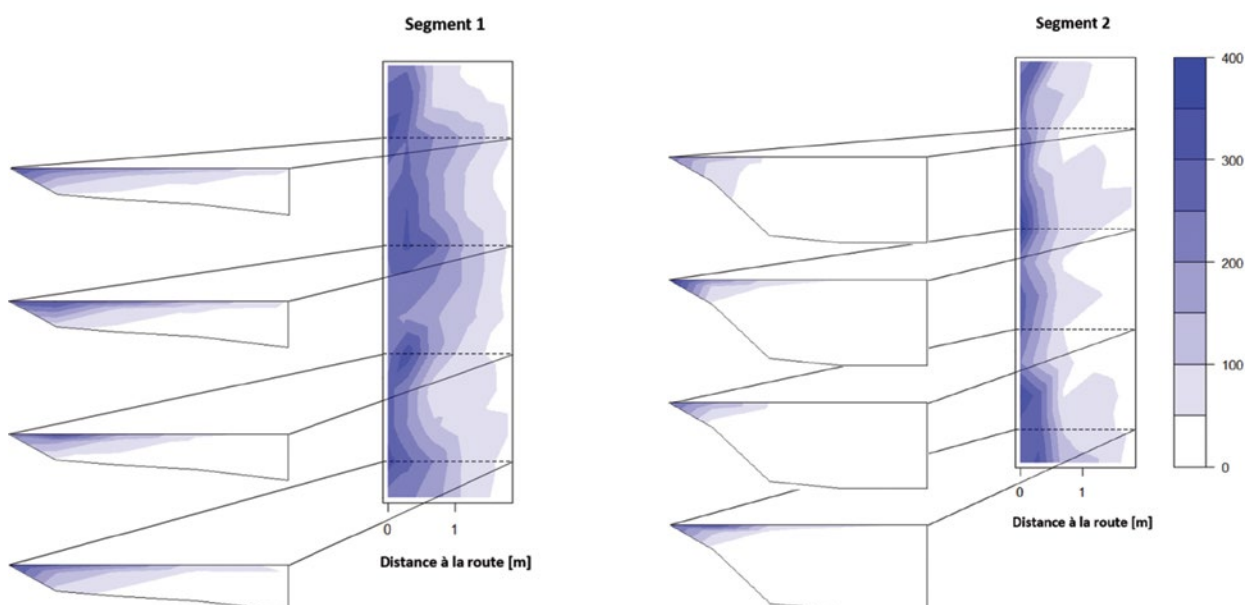 Segment 1
Segment 2
400
300
200
100
0
0 1
Distance à la route [m]
0 1
Distance à la route [m]